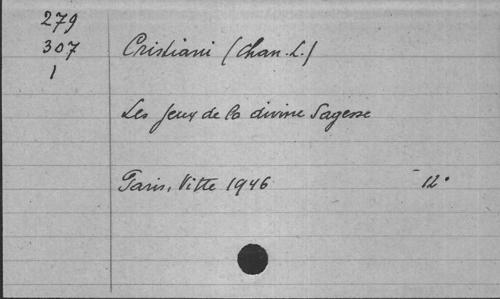 279
307
1
Cristiani (Chan. L.)
Les Jeux de la divine Sagesse
Paris, Vitte 1946 - 12°